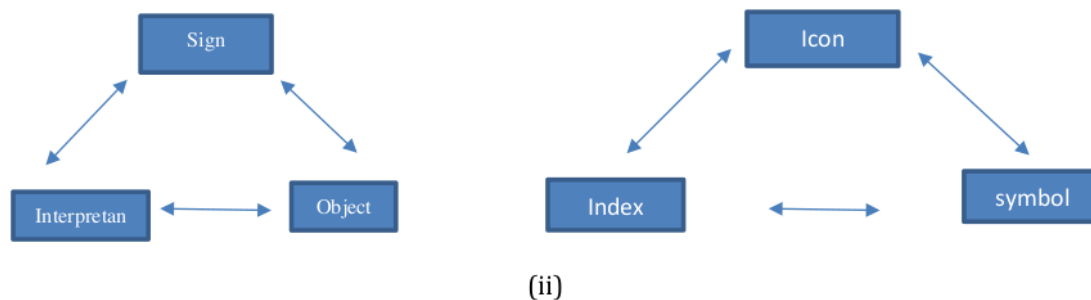 Sign
Icon
Interpretan
Object
Index
symbol
(ii)